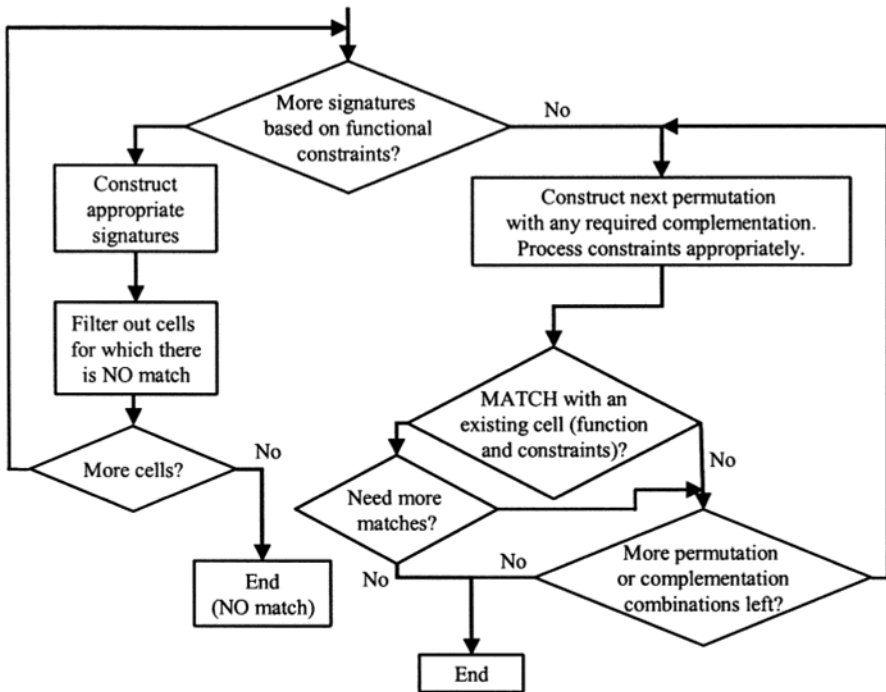 More signatures
based on functional
constraints?
No
Construct
appropriate
signatures
Construct next permutation
with any required complementation.
Process constraints appropriately.
Filter out cells
for which there
is NO match
MATCH with an
existing cell (function
and constraints)?
No
More cells?
No
Need more
matches?
More permutation
or complementation
combinations left?
No
No
End
(NO match)
End